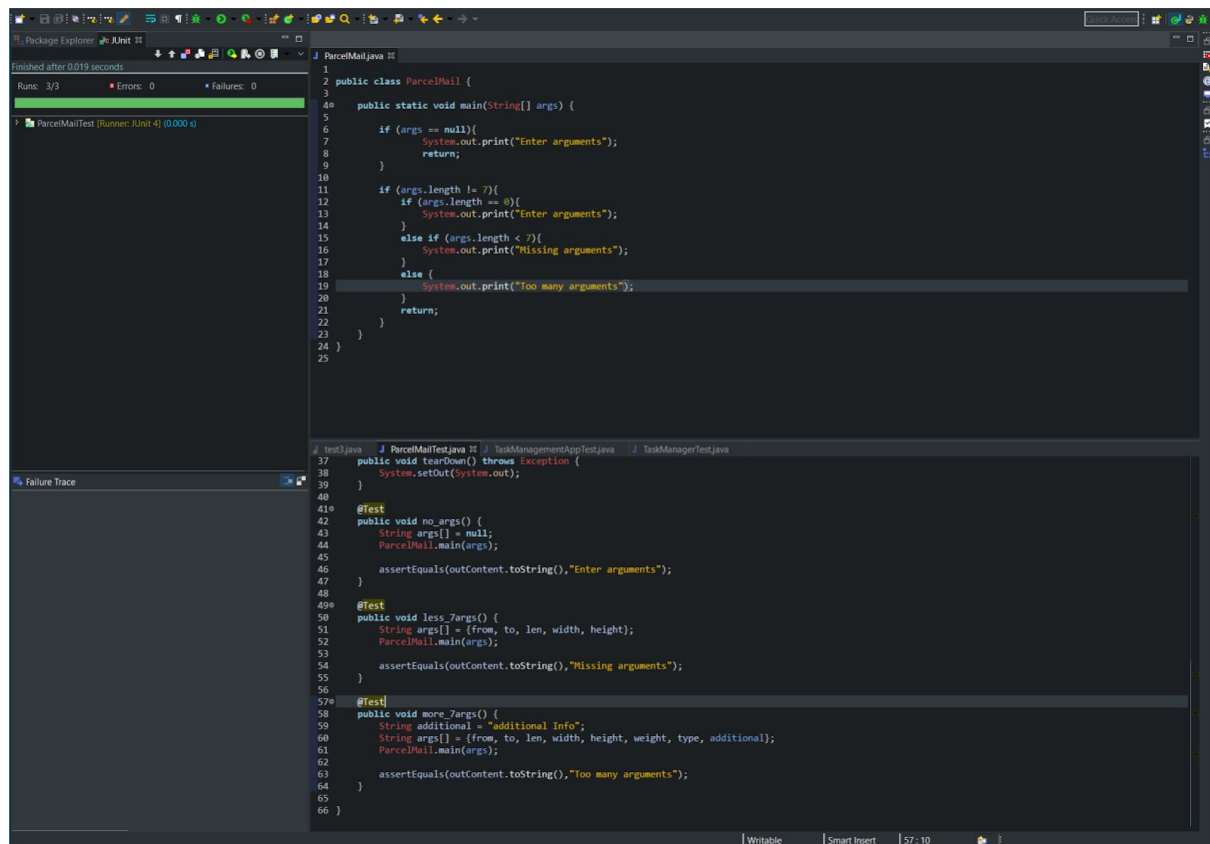 Quick Access
Package Explorer JUnit
Finished after 0.019 seconds
Runs: 3/3 Errors: 0 Failures: 0
ParcelMailTest [Runner: JUnit 4] (0.000 s)
Failure Trace
ParcelMail.java
1
2 public class ParcelMail {
3
4 public static void main(String[] args) {
5
6 if (args == null){
7 System.out.print("Enter arguments");
8 return;
9 }
10
11 if (args.length != 7){
12 if (args.length == 0){
13 System.out.print("Enter arguments");
14 }
15 else if (args.length < 7){
16 System.out.print("Missing arguments");
17 }
18 else {
19 System.out.print("Too many arguments");
20 }
21 return;
22 }
23 }
24 }
25
test3.java ParcelMailTest.java TaskManagementAppTest.java TaskManagerTest.java
37 public void tearDown() throws Exception {
38 System.setOut(System.out);
39 }
40
41 @Test
42 public void no_args() {
43 String args[] = null;
44 ParcelMail.main(args);
45
46 assertEquals(outContent.toString(),"Enter arguments");
47 }
48
49 @Test
50 public void less_7args() {
51 String args[] = {from, to, len, width, height};
52 ParcelMail.main(args);
53
54 assertEquals(outContent.toString(),"Missing arguments");
55 }
56
57 @Test
58 public void more_7args() {
59 String additional = "additional Info";
60 String args[] = {from, to, len, width, height, weight, type, additional};
61 ParcelMail.main(args);
62
63 assertEquals(outContent.toString(),"Too many arguments");
64 }
65
66 }
Writable Smart Insert 57 : 10